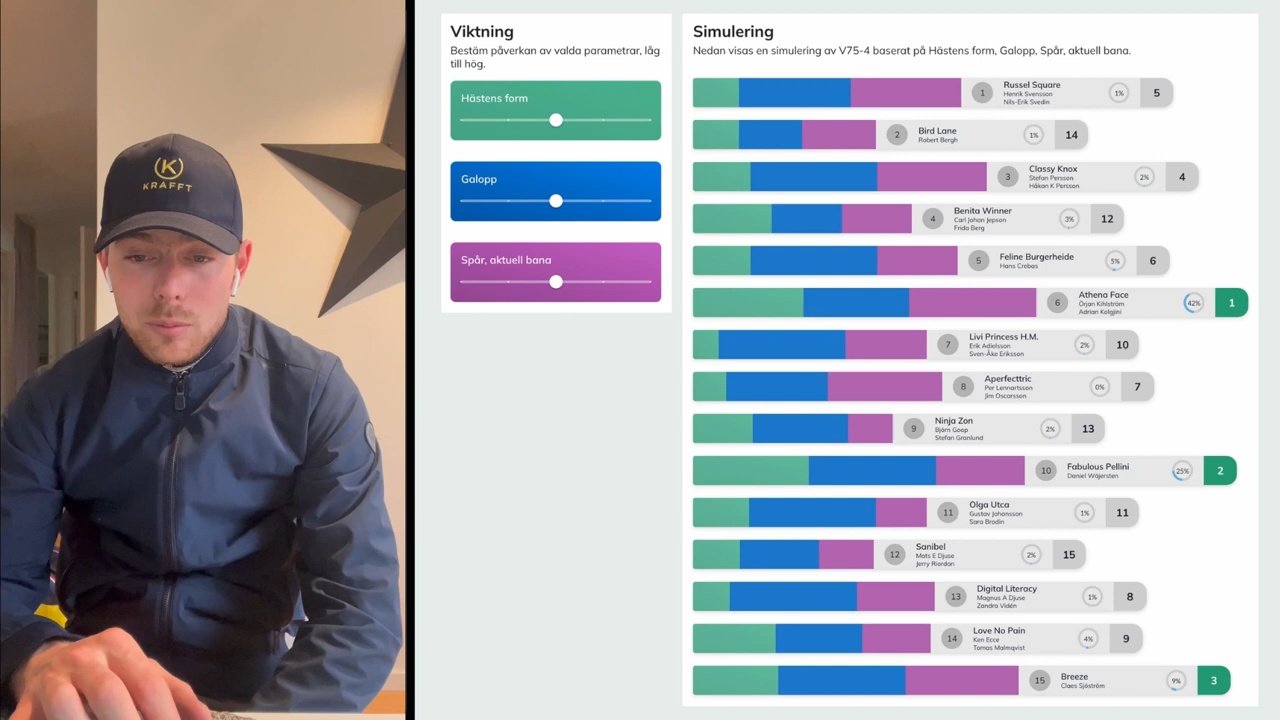 K
KRAFFT
Viktning
Bestäm påverkan av valda parametrar, låg
till hög.
Hästens form
Galopp
Spår, aktuell bana
Simulering
Nedan visas en simulering av V75-4 baserat på Hästens form, Galopp, Spår, aktuell bana.
1 Russel Square 1% 5
Henrik Svensson
Nils-Erik Svedin
2 Bird Lane 1% 14
Robert Bergh
3 Classy Knox 2% 4
Stefan Persson
Håkan K Persson
4 Benita Winner 3% 12
Carl Johan Jepson
Frida Berg
5 Feline Burgerheide 5% 6
Hans Crebas
6 Athena Face 42% 1
Örjan Kihlström
Adrian Kolgjini
7 Livi Princess H.M. 2% 10
Erik Adielsson
Sven-Åke Eriksson
8 Aperfecttric 0% 7
Per Lennartsson
Jim Oscarsson
9 Ninja Zon 2% 13
Björn Goop
Stefan Granlund
10 Fabulous Pellini 25% 2
Daniel Wäjersten
11 Olga Utca 1% 11
Gustav Johansson
Sara Brodin
12 Sanibel 2% 15
Mats E Djuse
Jerry Riordan
13 Digital Literacy 1% 8
Magnus A Djuse
Zandra Vidén
14 Love No Pain 4% 9
Ken Ecce
Tomas Malmqvist
15 Breeze 9% 3
Claes Sjöström